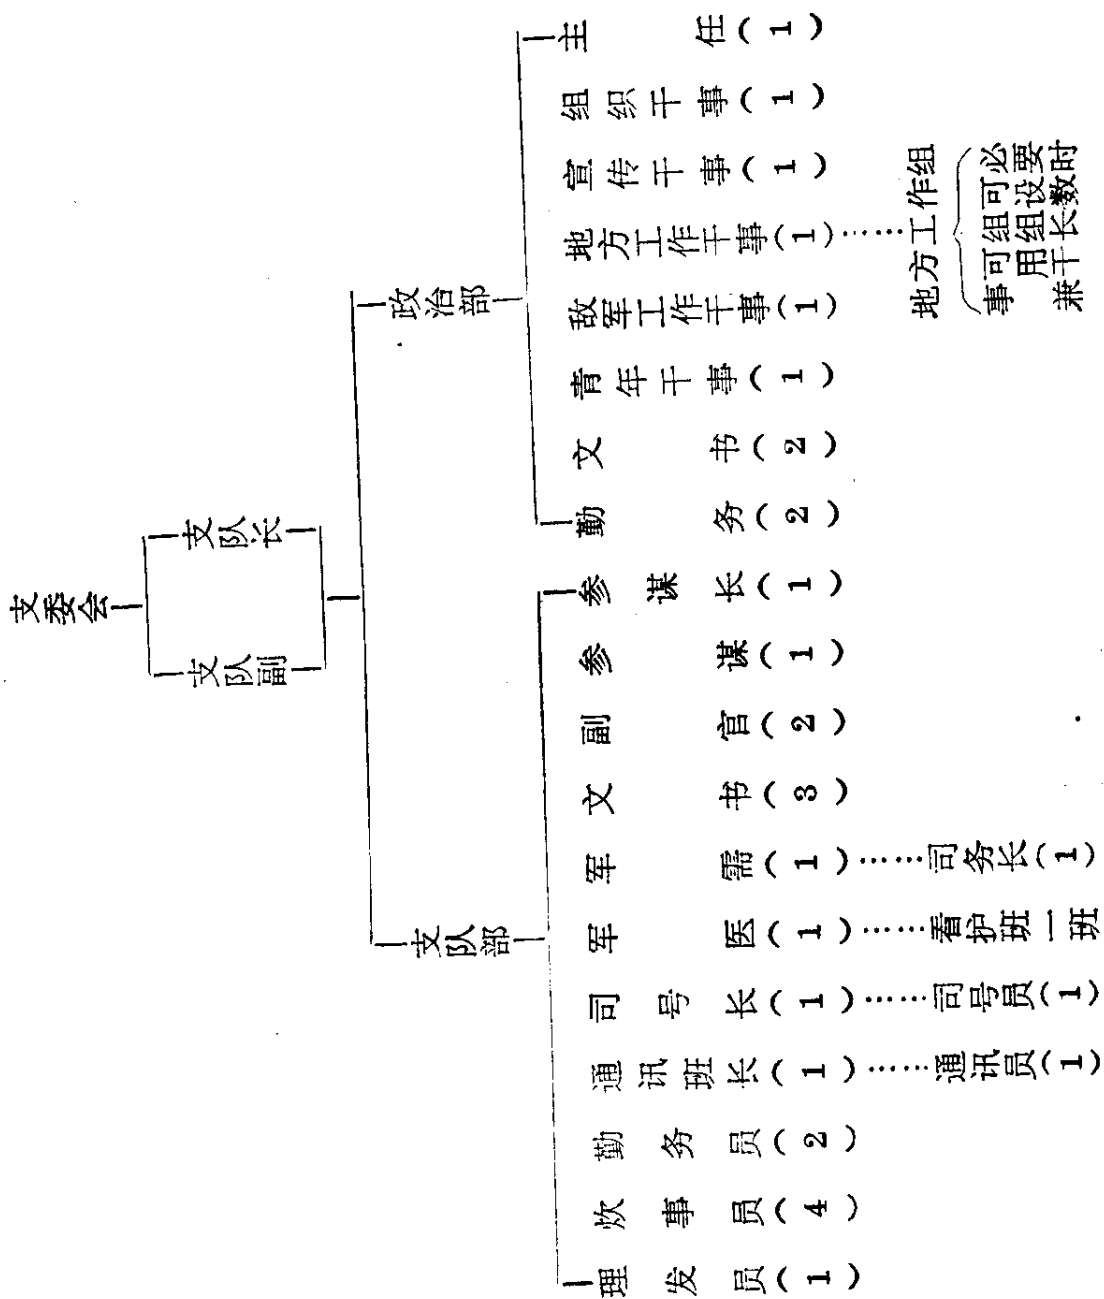 支委会
支队长
支队副
政治部
主任(1)
组织干事(1)
宣传干事(1)
地方工作干事(1)……地方工作组
必要时
可设数
组组长
可用干
事兼
敌军工作干事(1)
青年干事(1)
文书(2)
勤务(2)
支队部
参谋长(1)
参谋(1)
副官(2)
文书(3)
军需(1)……司务长(1)
军医(1)……看护班一班
司号长(1)……司号员(1)
通讯班长(1)……通讯员(1)
勤务员(2)
炊事员(4)
理发员(1)